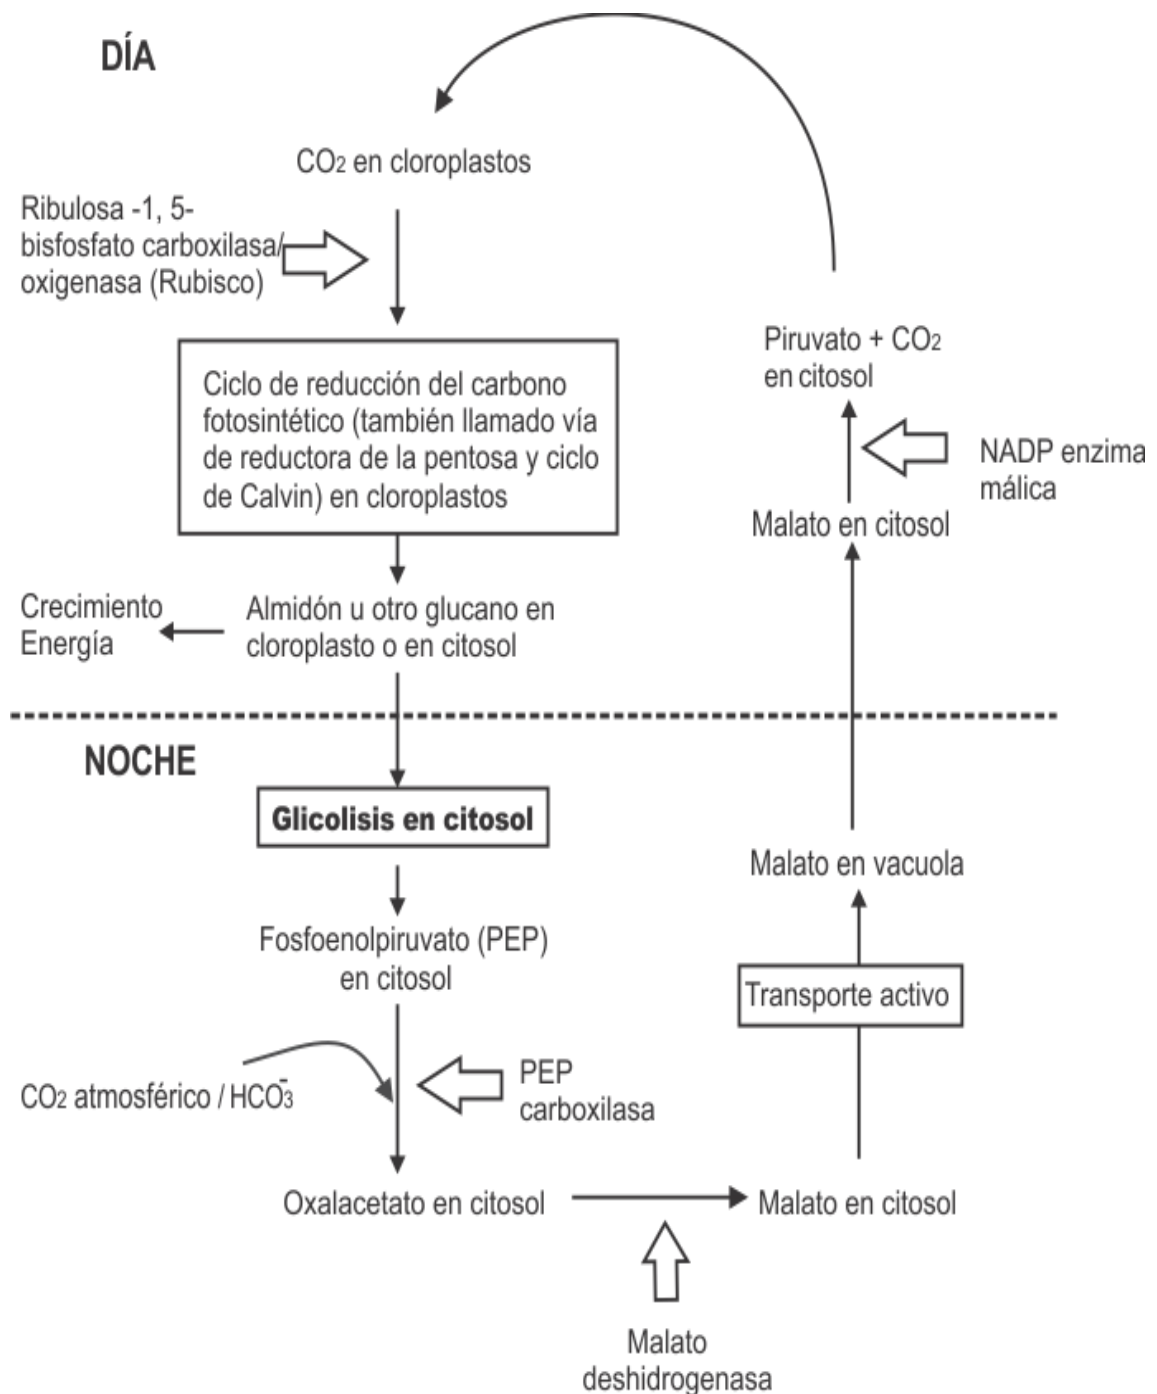 DÍA
CO2 en cloroplastos
Ribulosa -1, 5-
bisfosfato carboxilasa/
oxigenasa (Rubisco)
Ciclo de reducción del carbono
fotosintético (también llamado vía
de reductora de la pentosa y ciclo
de Calvin) en cloroplastos
Piruvato + CO2
en citosol
NADP enzima
málica
Malato en citosol
Crecimiento
Energía
Almidón u otro glucano en
cloroplasto o en citosol
NOCHE
Glicolisis en citosol
Malato en vacuola
Fosfoenolpiruvato (PEP)
en citosol
Transporte activo
CO2 atmosférico / HCO3-
PEP
carboxilasa
Oxalacetato en citosol
Malato en citosol
Malato
deshidrogenasa